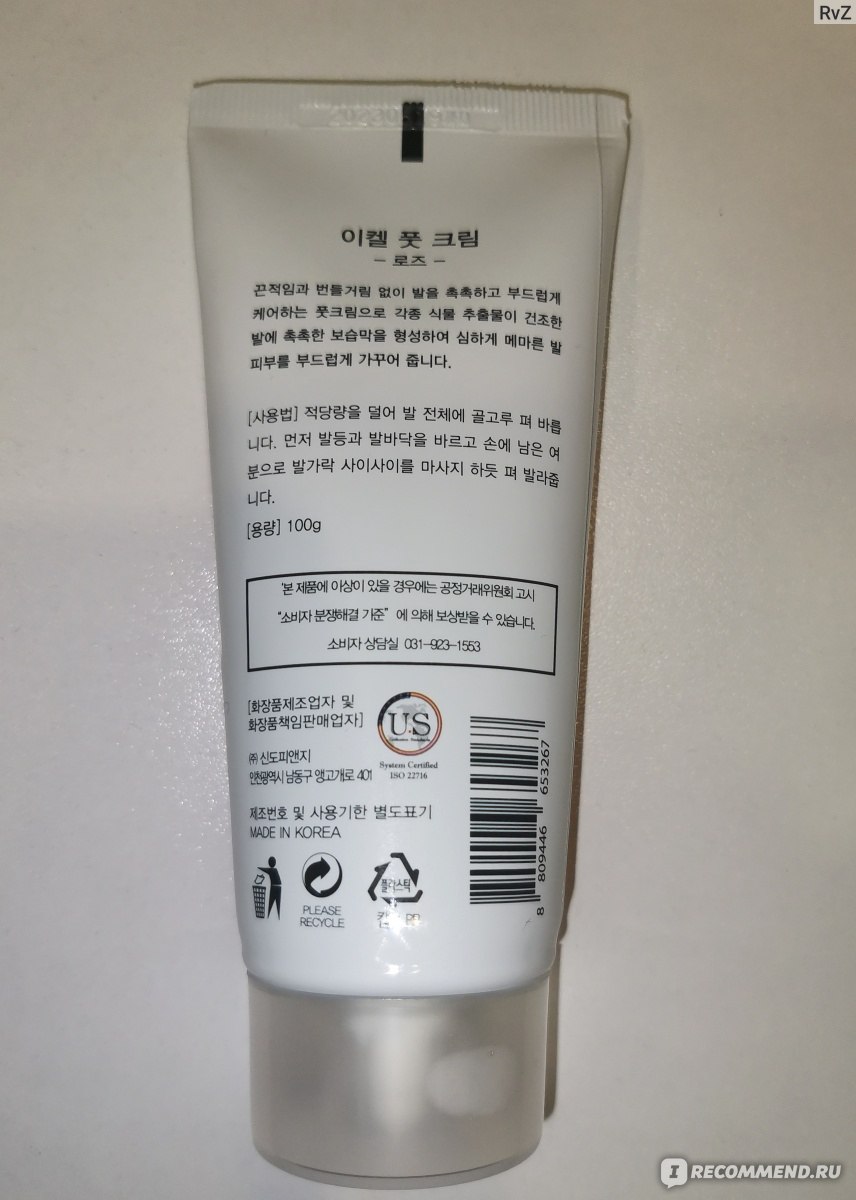 RvZ
이켈 풋 크림
- 로즈 -
끈적임과 번들거림 없이 발을 촉촉하고 부드럽게
케어하는 풋크림으로 각종 식물 추출물이 건조한
발에 촉촉한 보습막을 형성하여 심하게 메마른 발
피부를 부드럽게 가꾸어 줍니다.
[사용법] 적당량을 덜어 발 전체에 골고루 펴 바릅
니다. 먼저 발등과 발바닥을 바르고 손에 남은 여
분으로 발가락 사이사이를 마사지 하듯 펴 발라줍
니다.
[용량] 100g
'본 제품에 이상이 있을 경우에는 공정거래위원회 고시
"소비자 분쟁해결 기준" 에 의해 보상받을 수 있습니다.
소비자 상담실 031-923-1553
[화장품제조업자 및
화장품책임판매업자]
㈜ 신도피앤지
인천광역시 남동구 앵고개로 401
U.S
System Certified
ISO 22716
제조번호 및 사용기한 별도표기
MADE IN KOREA
PLEASE
RECYCLE
플라스틱
PP
8 809446 653267
IRECOMMEND.RU